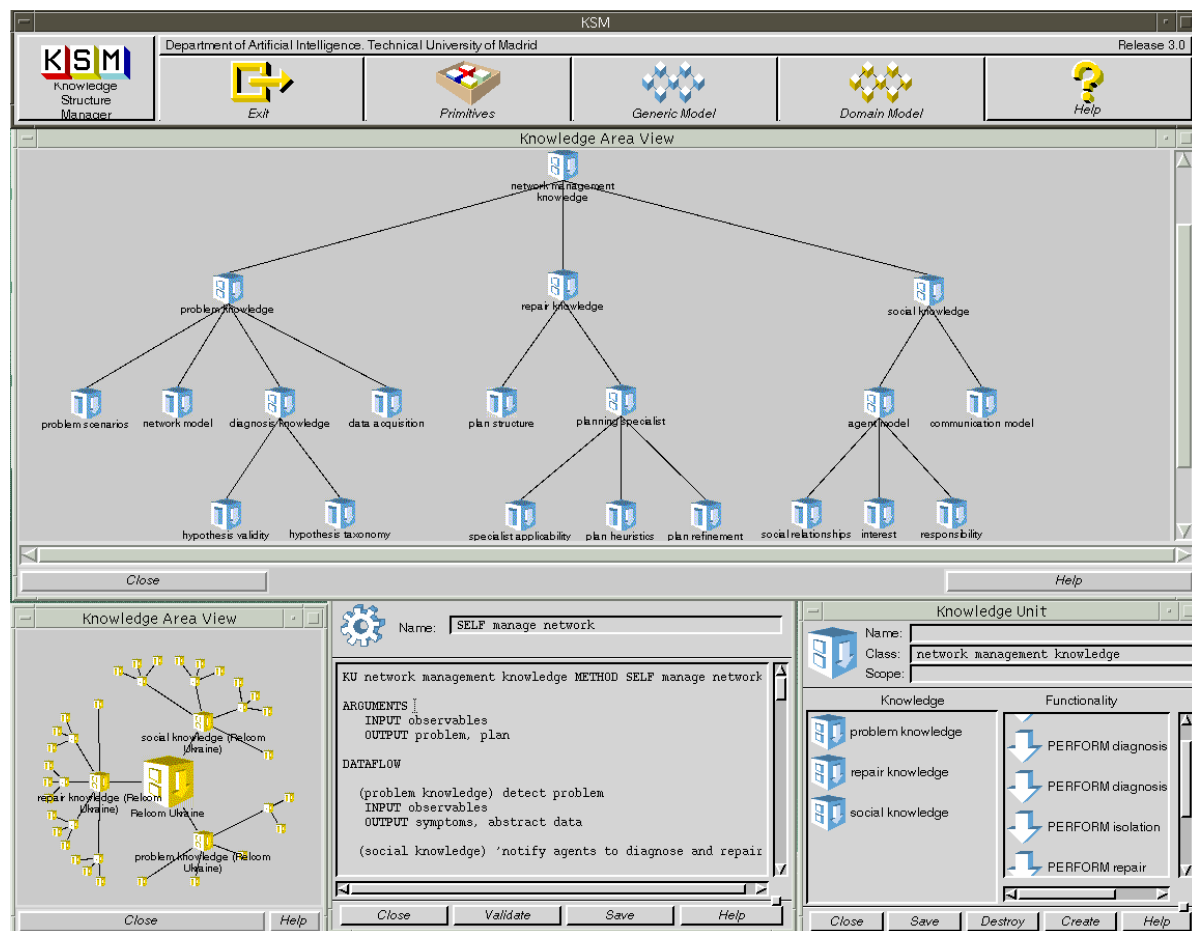 KSM
KSM
Knowledge
Structure
Manager
Department of Artificial Intelligence. Technical University of Madrid
Release 3.0
Exit
Primitives
Generic Model
Domain Model
Help
Knowledge Area View
network management
knowledge
problem knowledge
repair knowledge
social knowledge
problem scenarios
network model
diagnosis knowledge
data acquisition
plan structure
planning specialist
agent model
communication model
hypothesis validity
hypothesis taxonomy
specialist applicability
plan heuristics
plan refinement
social relationships
interest
responsibility
Close
Help
Knowledge Area View
social knowledge (Relcom
Ukraine)
repair knowledge (Relcom
Ukraine)
Relcom Ukraine
problem knowledge (Relcom
Ukraine)
Close
Help
Name:
SELF manage network
KU network management knowledge METHOD SELF manage network
ARGUMENTS
INPUT observables
OUTPUT problem, plan
DATAFLOW
(problem knowledge) detect problem
INPUT observables
OUTPUT symptoms, abstract data
(social knowledge) 'notify agents to diagnose and repair
Close
Validate
Save
Help
Knowledge Unit
Name:
Class: network management knowledge
Scope:
Knowledge
problem knowledge
repair knowledge
social knowledge
Functionality
PERFORM diagnosis
PERFORM diagnosis
PERFORM isolation
PERFORM repair
Close
Save
Destroy
Create
Help